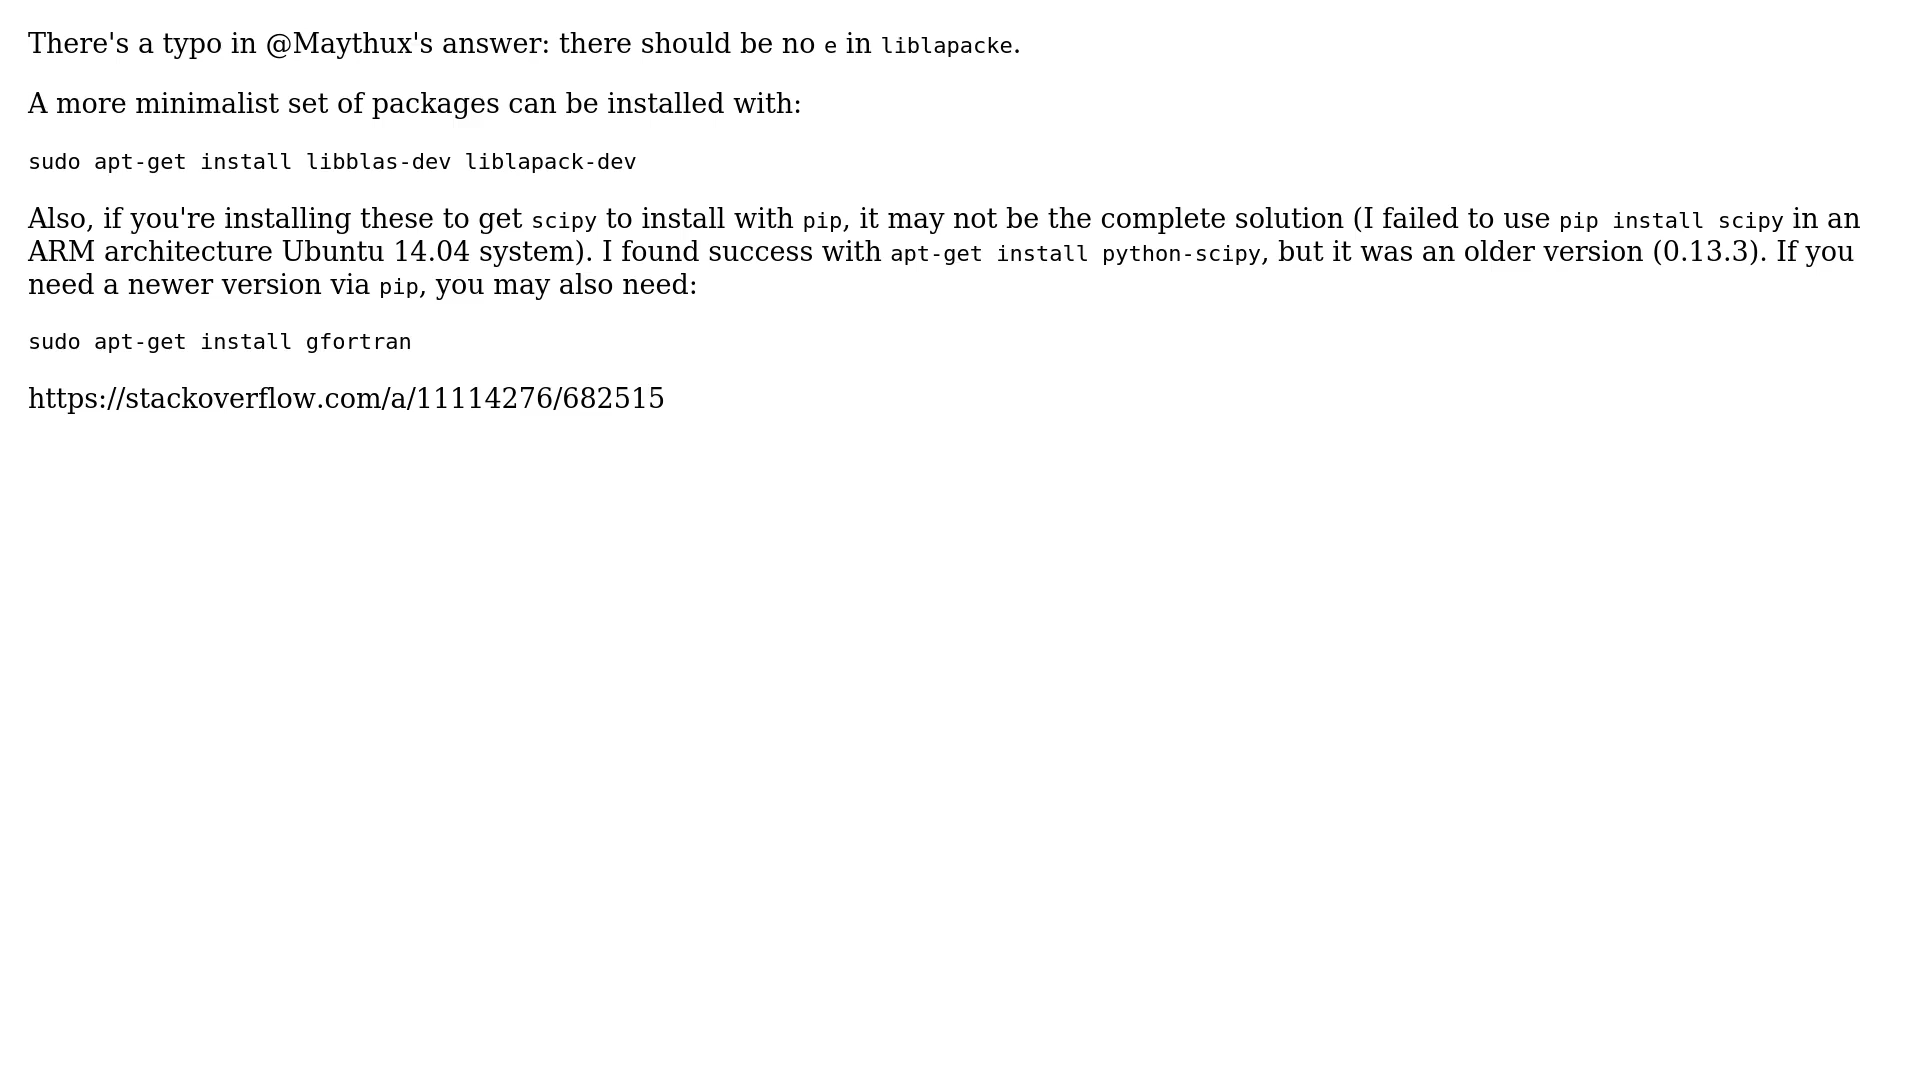 There's a typo in @Maythux's answer: there should be no e in liblapacke.
A more minimalist set of packages can be installed with:
sudo apt-get install libblas-dev liblapack-dev
Also, if you're installing these to get scipy to install with pip, it may not be the complete solution (I failed to use pip install scipy in an
ARM architecture Ubuntu 14.04 system). I found success with apt-get install python-scipy, but it was an older version (0.13.3). If you
need a newer version via pip, you may also need:
sudo apt-get install gfortran
https://stackoverflow.com/a/11114276/682515